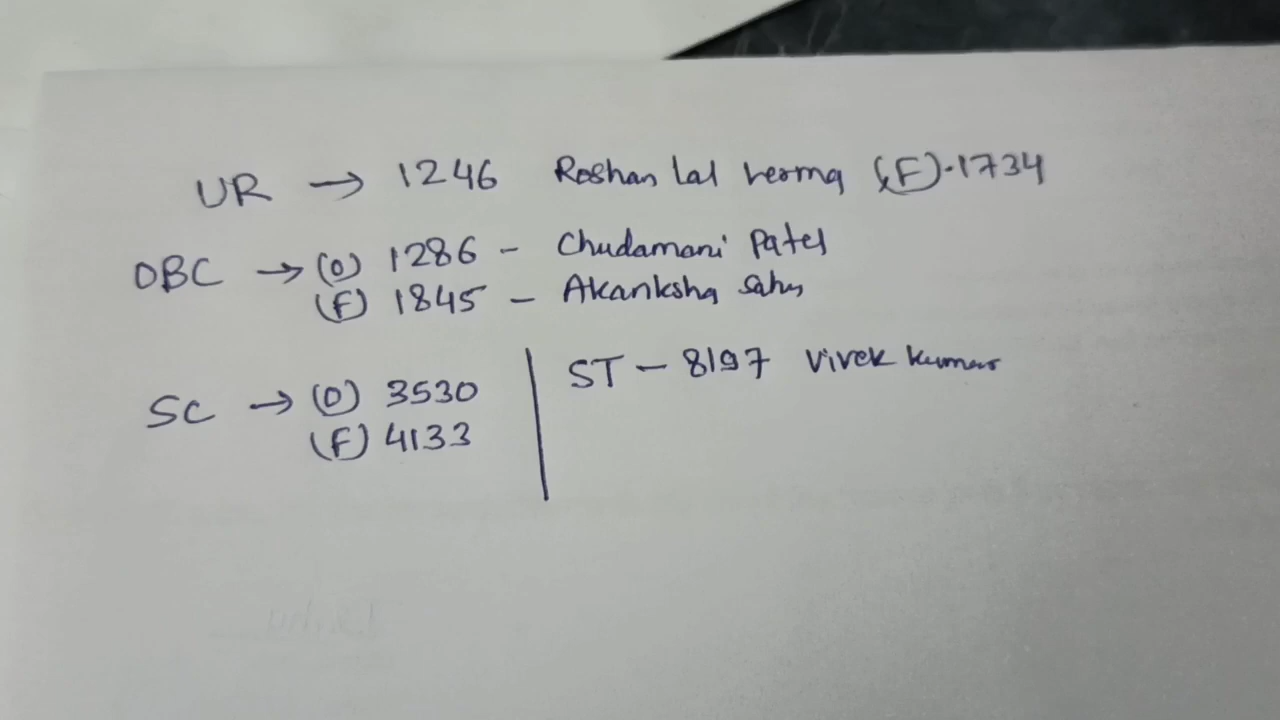 UR → 1246 Roshan Lal verma (F).1734
OBC → (O) 1286 - Chudamani Patel
(F) 1845 - Akanksha Sahu
SC → (O) 3530
(F) 4133
ST - 8197 Vivek Kumar